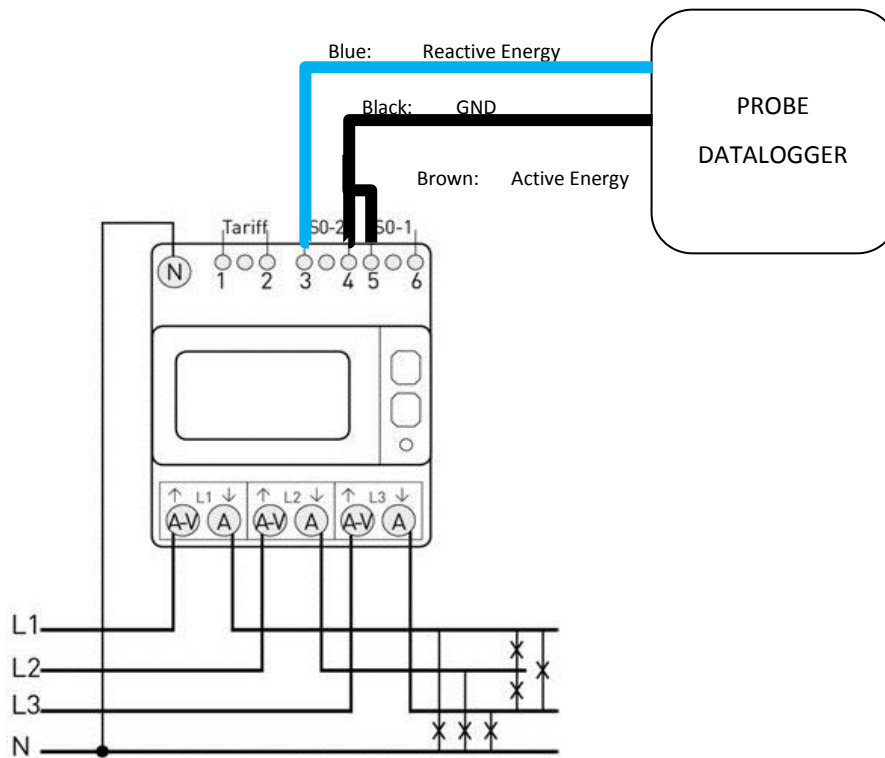 Blue: Reactive Energy
Black: GND
PROBE
DATALOGGER
Brown: Active Energy
Tariff S0-2 S0-1
N
1 2 3 4 5 6
L1 L2 L3
A-V A A-V A A-V A
L1
L2
L3
N